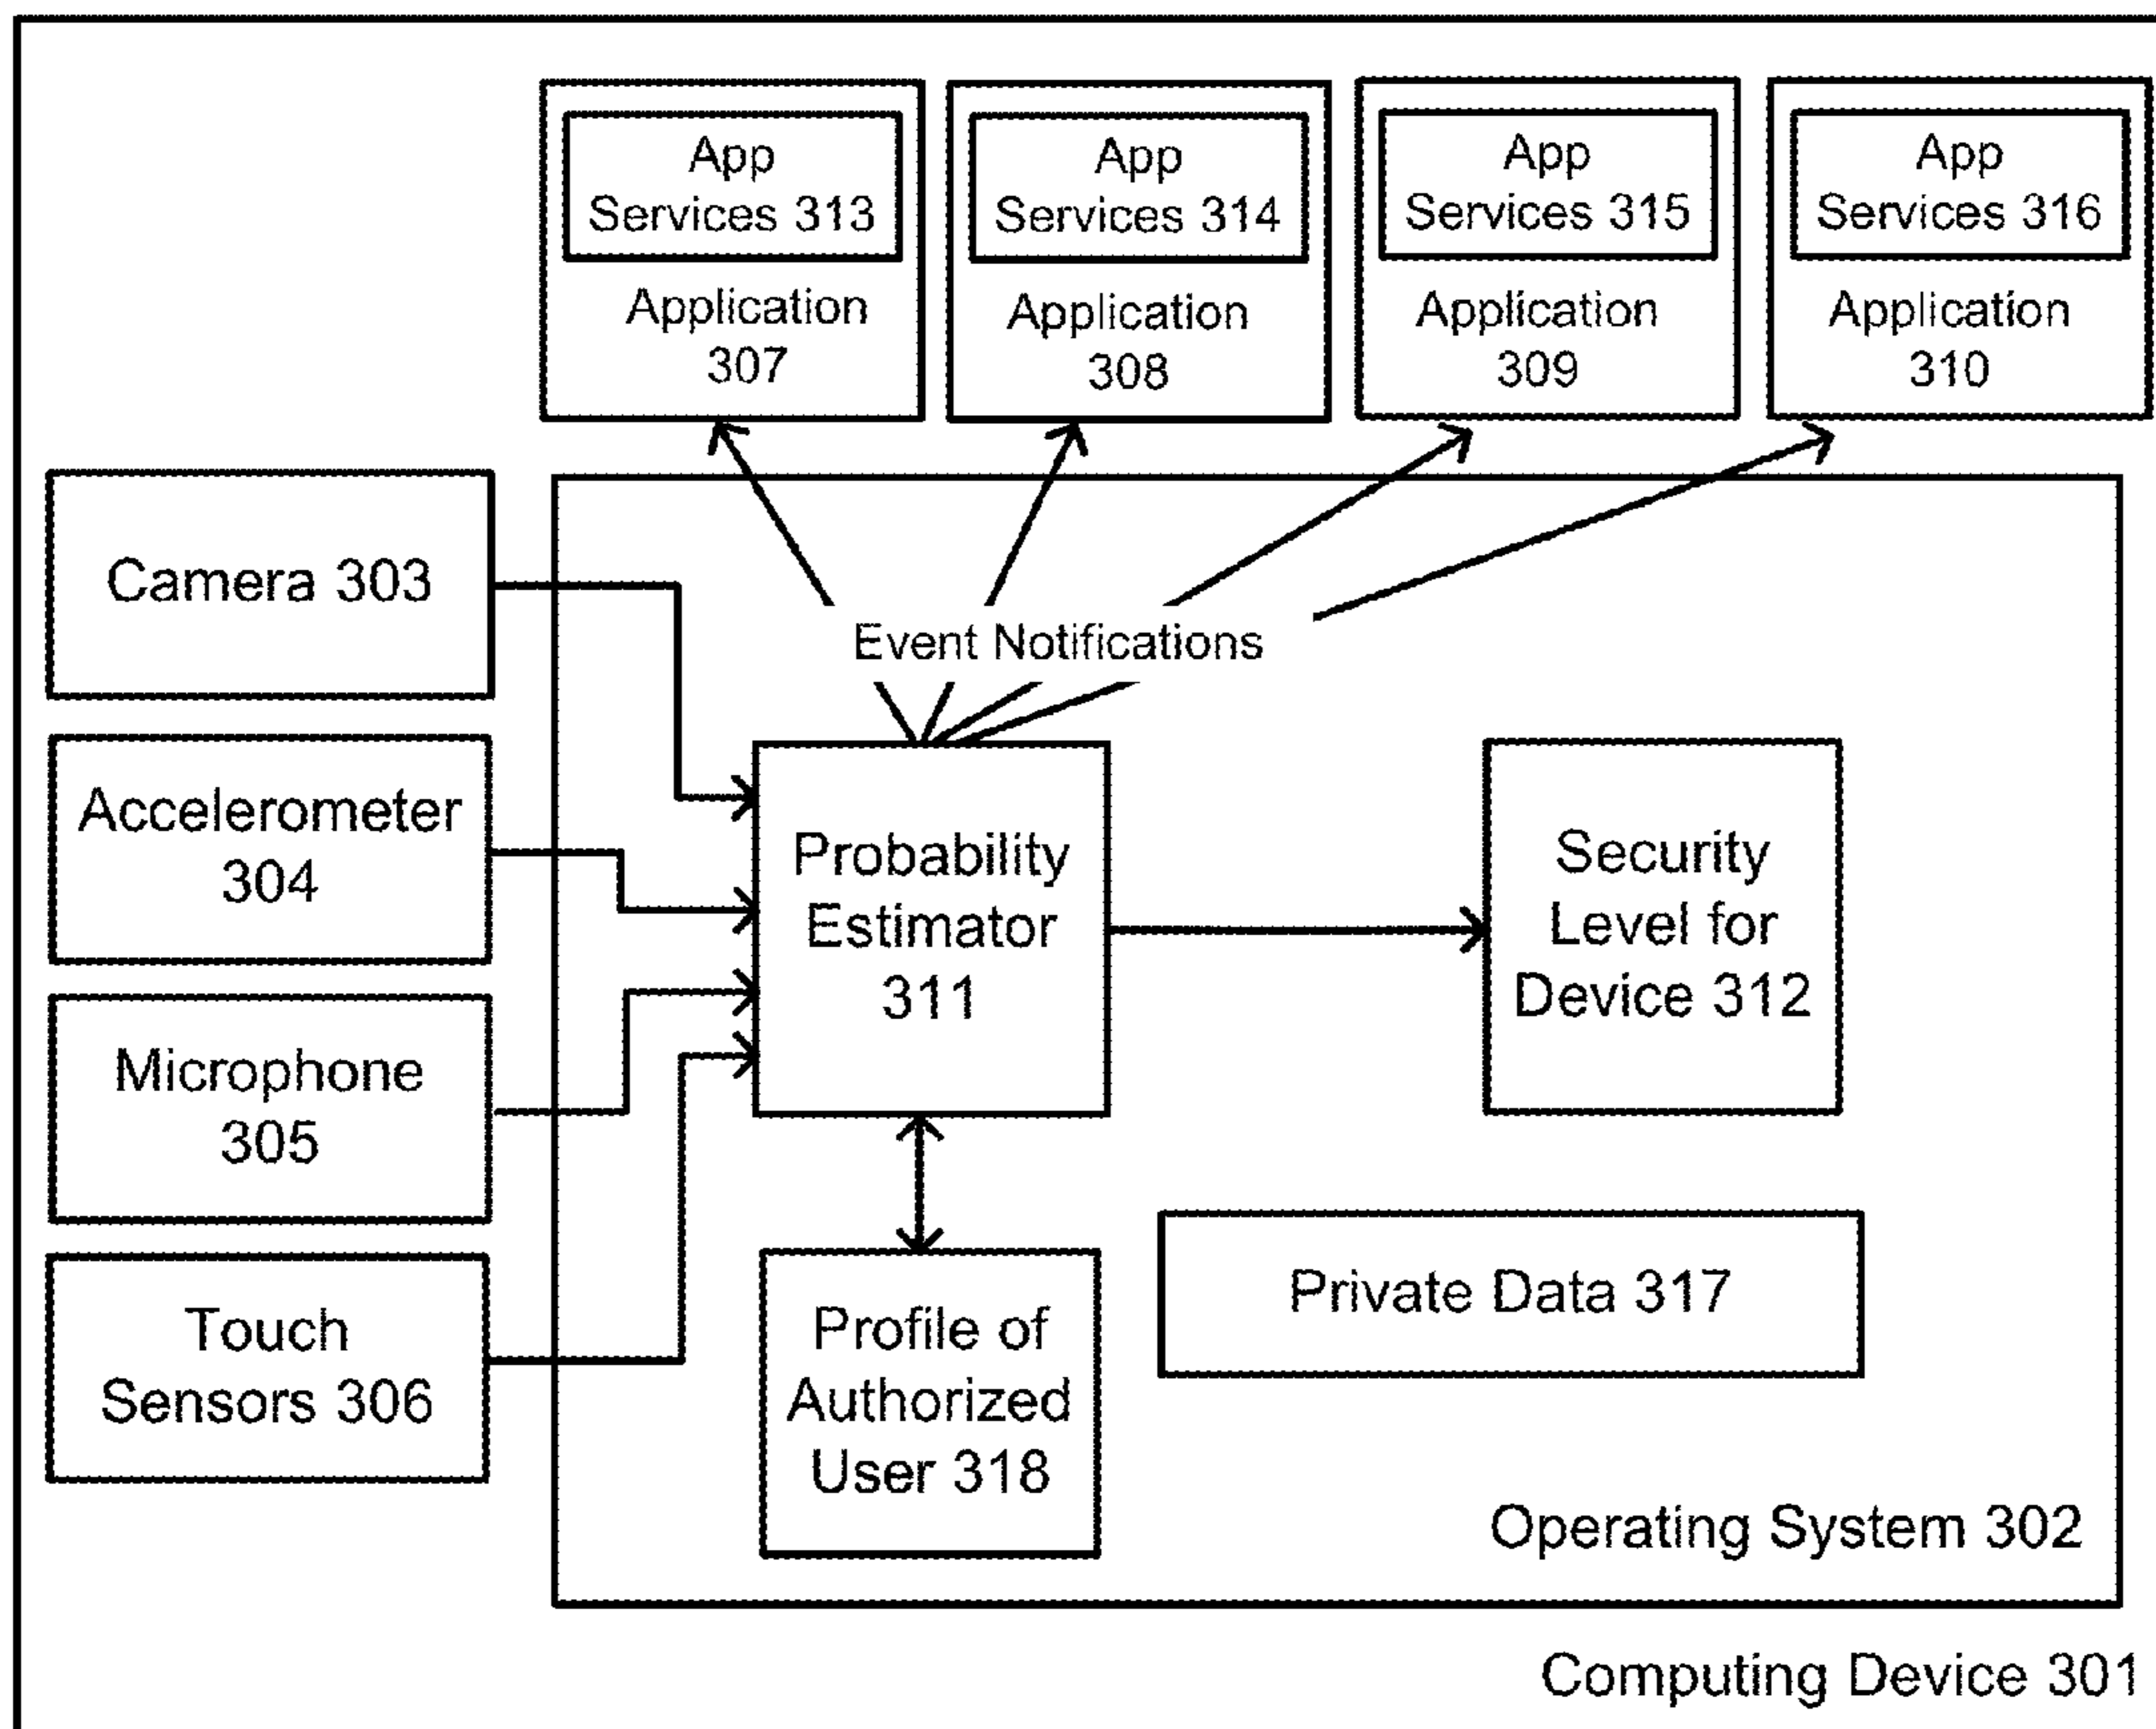 App
Services 313
Application
307
App
Services 314
Application
308
App
Services 315
Application
309
App
Services 316
Application
310
Camera 303
Event Notifications
Accelerometer
304
Probability
Estimator
311
Security
Level for
Device 312
Microphone
305
Touch
Sensors 306
Profile of
Authorized
User 318
Private Data 317
Operating System 302
Computing Device 301